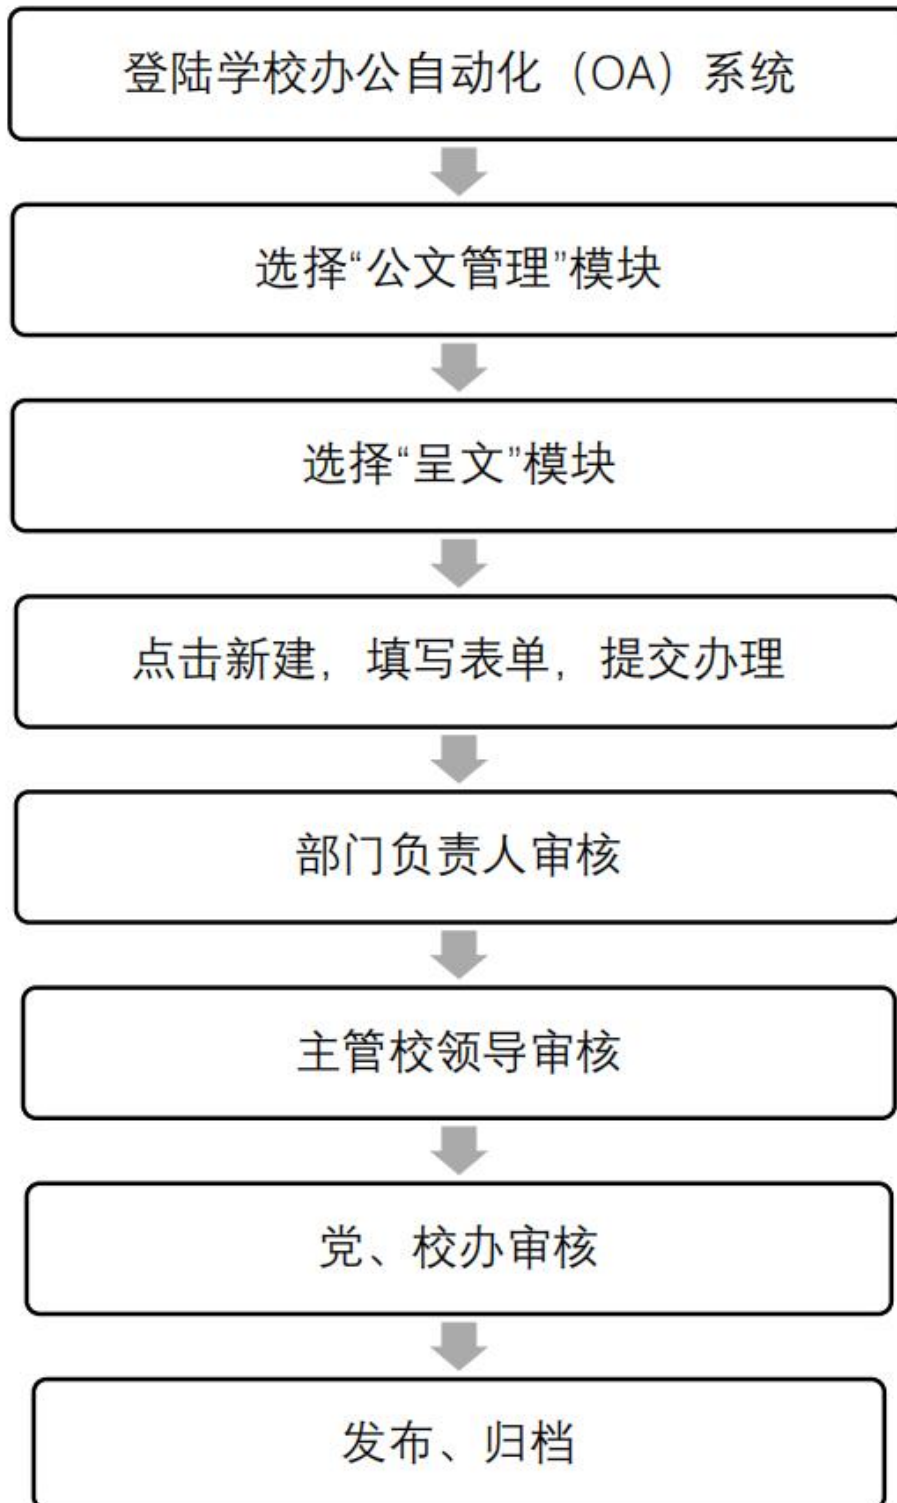 登陆学校办公自动化（OA）系统
选择“公文管理”模块
选择“呈文”模块
点击新建，填写表单，提交办理
部门负责人审核
主管校领导审核
党、校办审核
发布、归档